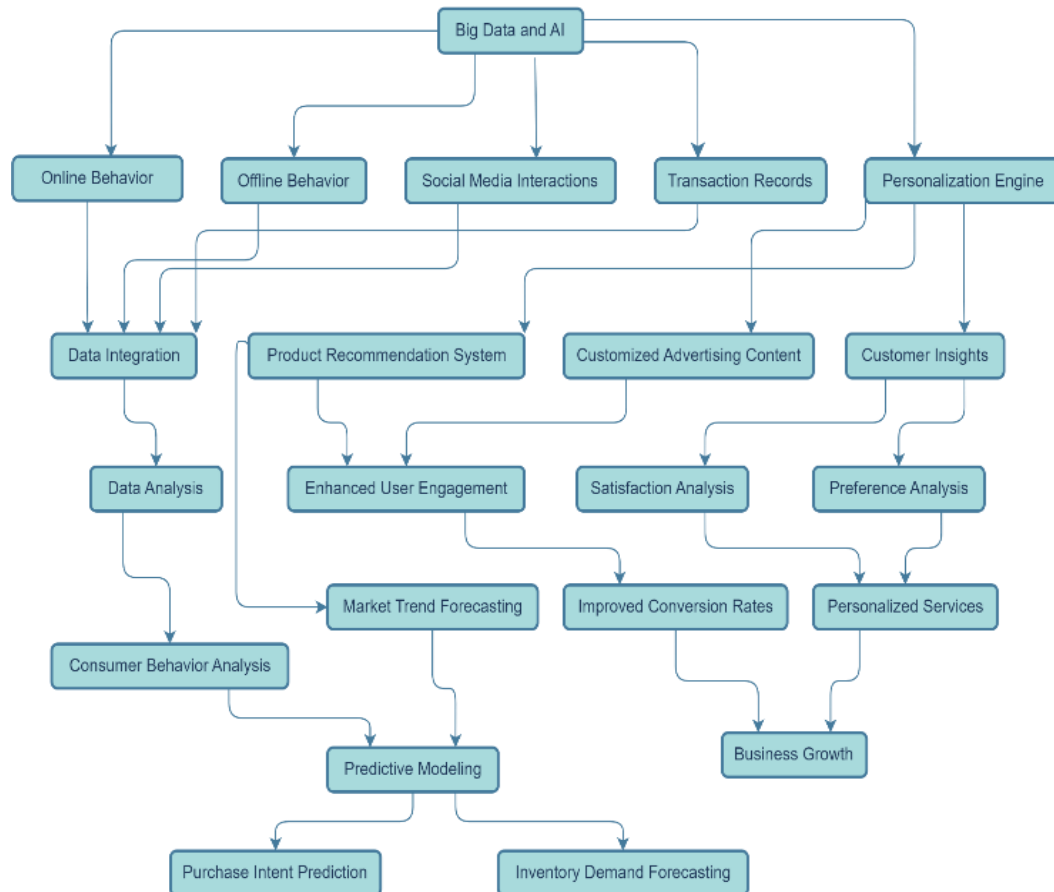 Big Data and AI
Online Behavior
Offline Behavior
Social Media Interactions
Transaction Records
Personalization Engine
Data Integration
Product Recommendation System
Customized Advertising Content
Customer Insights
Data Analysis
Enhanced User Engagement
Satisfaction Analysis
Preference Analysis
Market Trend Forecasting
Improved Conversion Rates
Personalized Services
Consumer Behavior Analysis
Business Growth
Predictive Modeling
Purchase Intent Prediction
Inventory Demand Forecasting